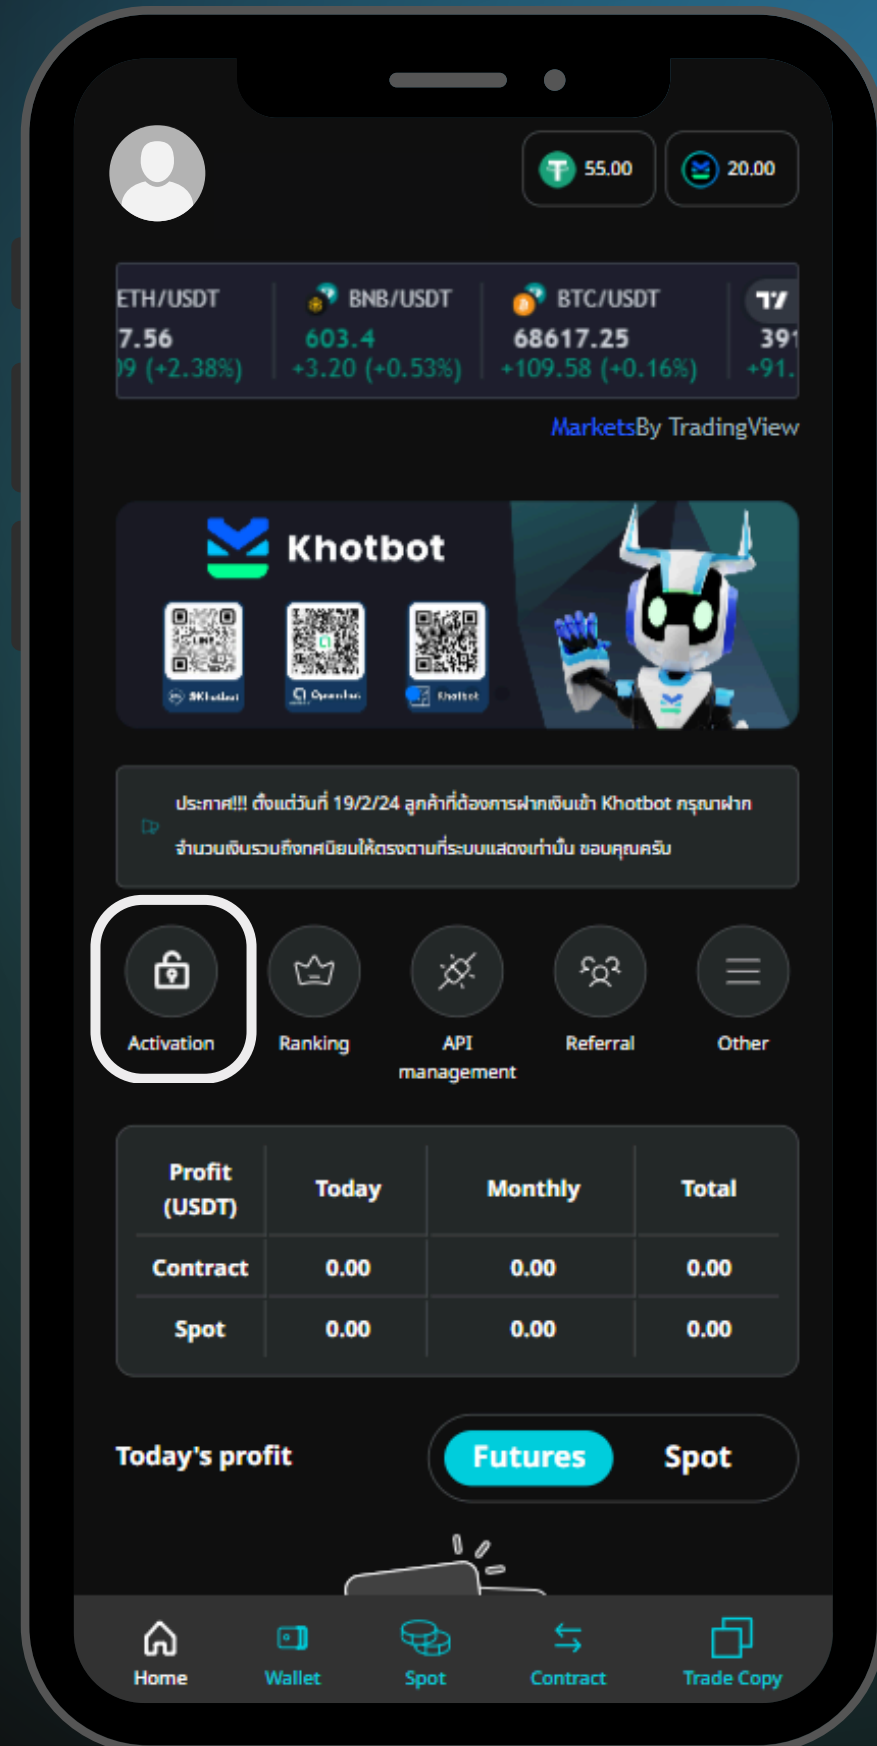 55.00
20.00
ETH/USDT
BNB/USDT
BTC/USDT
7.56
603.4
68617.25
391
09 (+2.38%)
+3.20 (+0.53%)
+109.58 (+0.16%)
+91.
MarketsBy TradingView
Khotbot
LINE
@Khotbot
Openchat
Khotbot
ประกาศ!!! ตั้งแต่วันที่ 19/2/24 ลูกค้าที่ต้องการฝากเงินเข้า Khotbot กรุณาฝาก
จำนวนเงินรวมถึงทศนิยมให้ตรงตามที่ระบบแสดงเท่านั้น ขอบคุณครับ
Activation
Ranking
API
management
Referral
Other
Profit
(USDT)
Today
Monthly
Total
Contract
0.00
0.00
0.00
Spot
0.00
0.00
0.00
Today's profit
Futures
Spot
Home
Wallet
Spot
Contract
Trade Copy